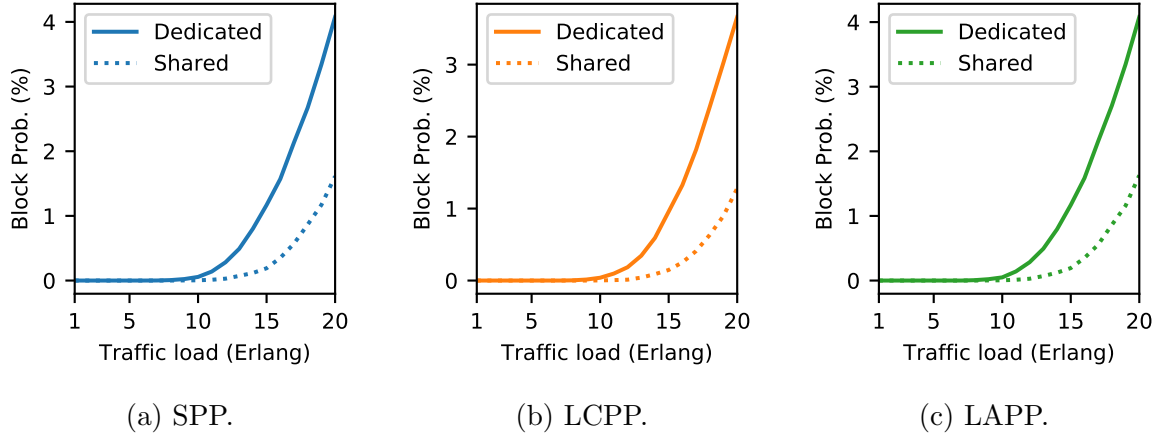 Dedicated
Shared
4
3
2
1
0
Block Prob. (%)
1 5 10 15 20
Traffic load (Erlang)
(a) SPP.
Dedicated
Shared
3
2
1
0
Block Prob. (%)
1 5 10 15 20
Traffic load (Erlang)
(b) LCPP.
Dedicated
Shared
4
3
2
1
0
Block Prob. (%)
1 5 10 15 20
Traffic load (Erlang)
(c) LAPP.